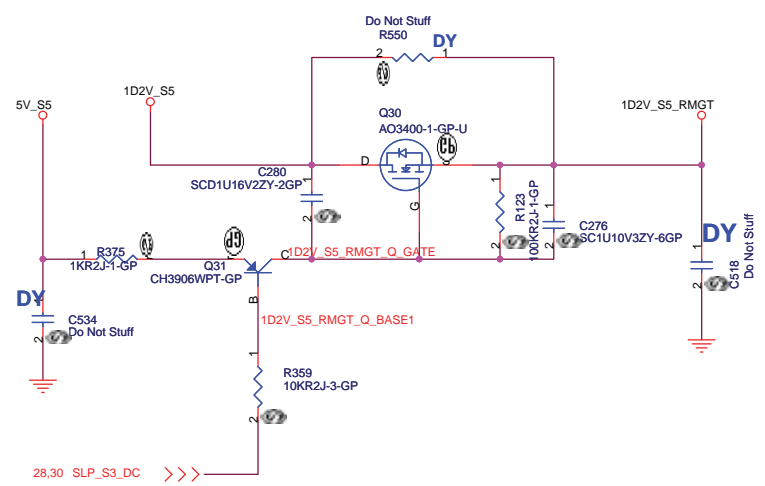 Do Not Stuff
R550
DY
2
1
1D2V_S5
5V_S5
1D2V_S5_RMGT
Q30
AO3400-1-GP-U
D
G
C280
SCD1U16V2ZY-2GP
1
2
1
2
R123
100KR2J-1-GP
1
2
C276
SC1U10V3ZY-6GP
DY
1
2
C518
Do Not Stuff
R375
1
1KR2J-1-GP
Q31
CH3906WPT-GP
C
1D2V_S5_RMGT_Q_GATE
B
1D2V_S5_RMGT_Q_BASE1
DY
C534
Do Not Stuff
2
1
R359
10KR2J-3-GP
2
28,30 SLP_S3_DC